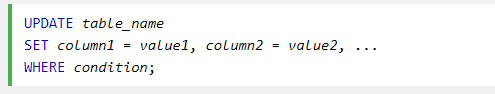 UPDATE table_name
SET column1 = value1, column2 = value2, ...
WHERE condition;